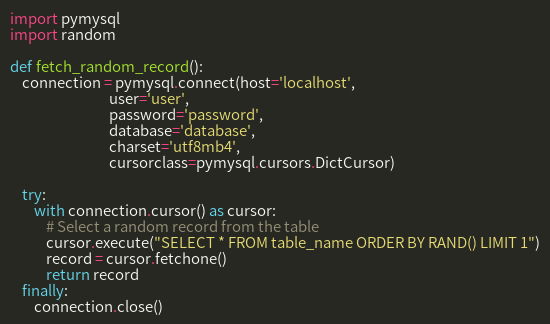 import pymysql
import random

def fetch_random_record():
    connection = pymysql.connect(host='localhost',
                                 user='user',
                                 password='password',
                                 database='database',
                                 charset='utf8mb4',
                                 cursorclass=pymysql.cursors.DictCursor)

    try:
        with connection.cursor() as cursor:
            # Select a random record from the table
            cursor.execute("SELECT * FROM table_name ORDER BY RAND() LIMIT 1")
            record = cursor.fetchone()
            return record
    finally:
        connection.close()